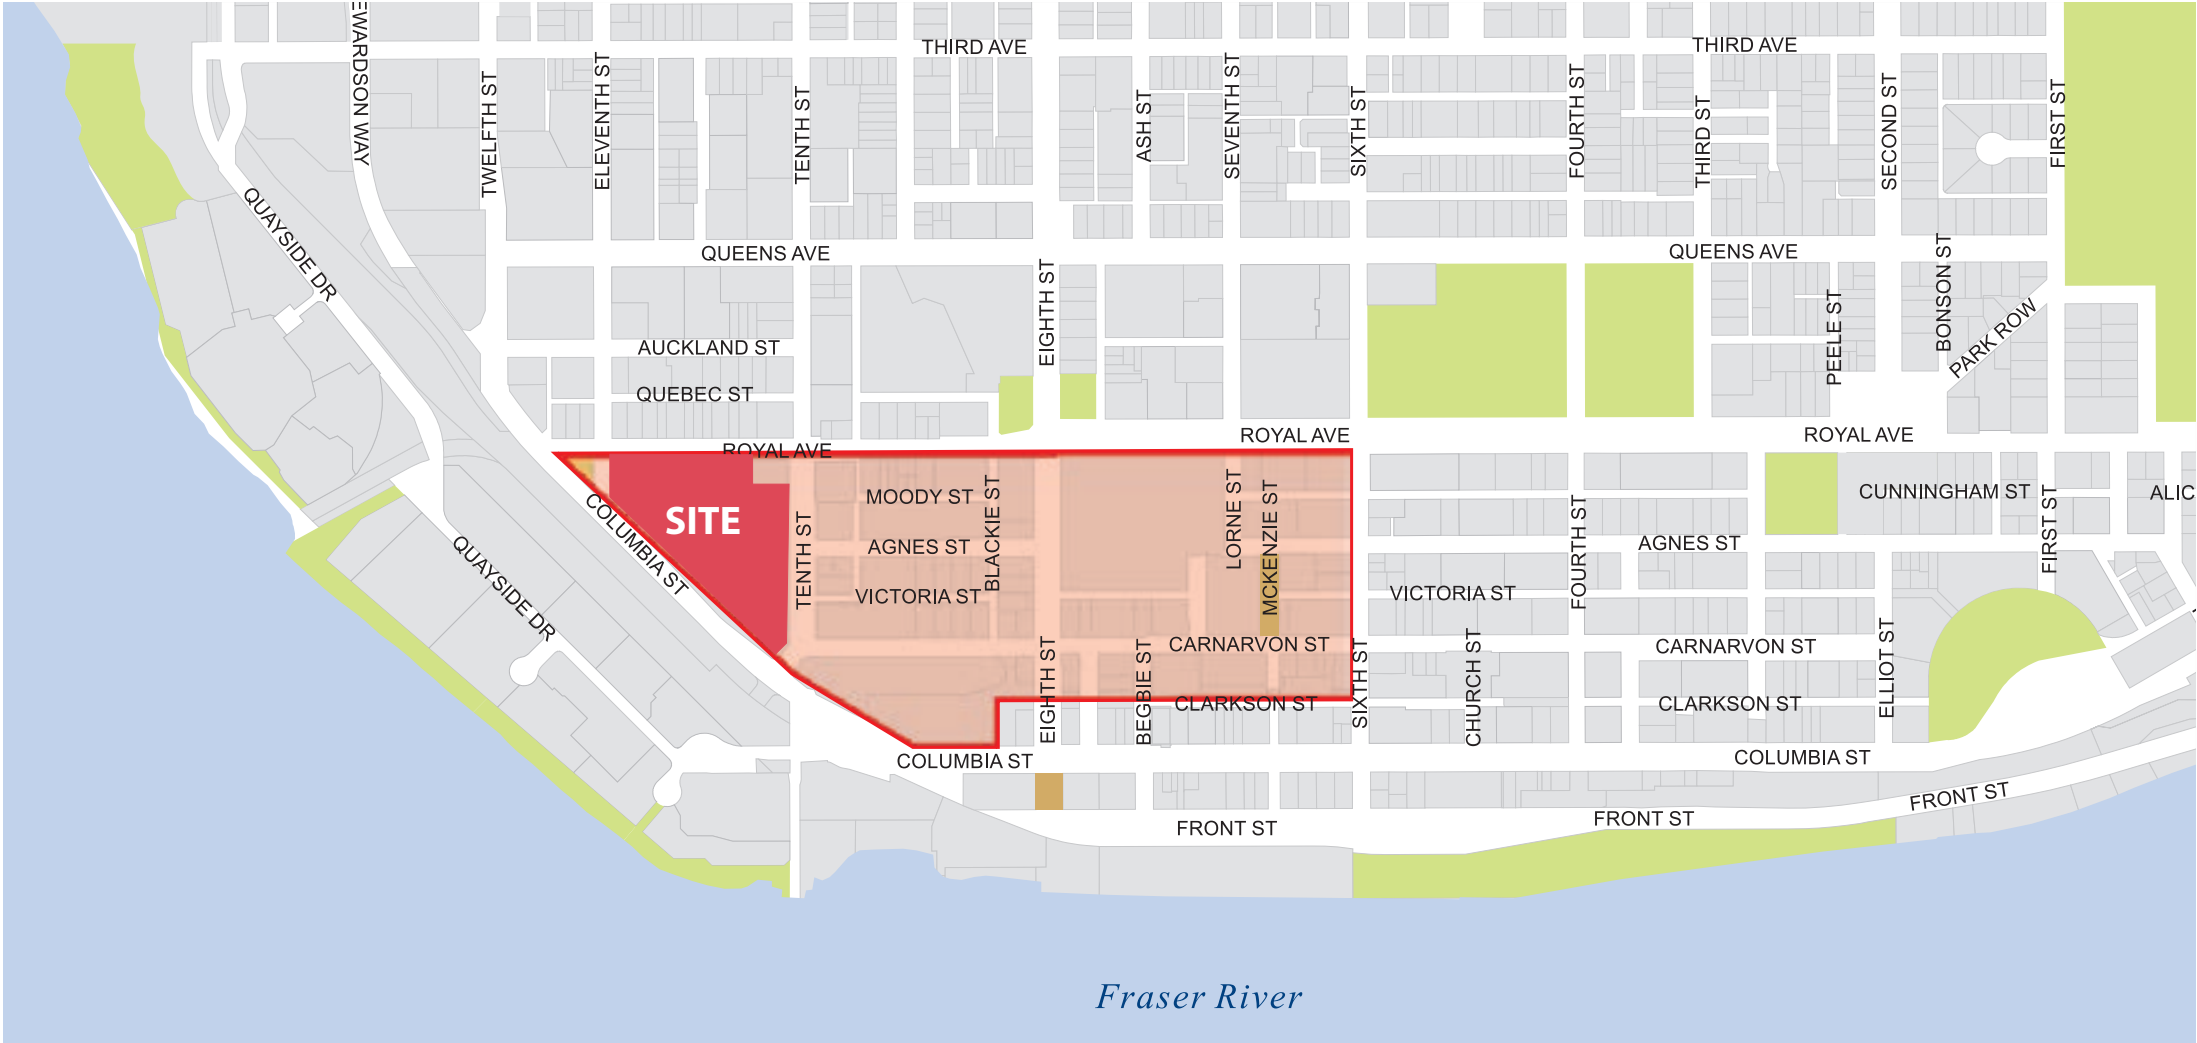 THIRD AVE
THIRD AVE
EWARDSON WAY
TWELFTH ST
ELEVENTH ST
TENTH ST
ASH ST
SEVENTH ST
SIXTH ST
FOURTH ST
THIRD ST
SECOND ST
FIRST ST
QUAYSIDE DR
QUEENS AVE
QUEENS AVE
EIGHTH ST
BONSON ST
PEELE ST
PARK ROW
AUCKLAND ST
QUEBEC ST
ROYAL AVE
ROYAL AVE
ROYAL AVE
COLUMBIA ST
SITE
TENTH ST
MOODY ST
AGNES ST
VICTORIA ST
BLACKIE ST
LORNE ST
MCKENZIE ST
CUNNINGHAM ST
ALIC
FIRST ST
FOURTH ST
AGNES ST
VICTORIA ST
QUAYSIDE DR
CARNARVON ST
CARNARVON ST
EIGHTH ST
BEGBIE ST
SIXTH ST
CHURCH ST
ELLIOT ST
CLARKSON ST
CLARKSON ST
COLUMBIA ST
COLUMBIA ST
FRONT ST
FRONT ST
FRONT ST
Fraser River